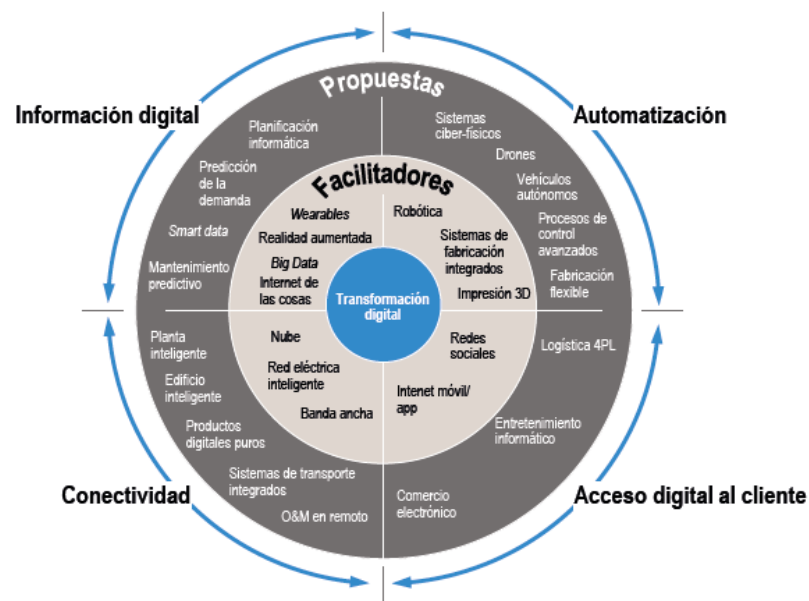 Propuestas
Información digital
Automatización
Planificación
informática
Predicción
de la
demanda
Smart data
Mantenimiento
predictivo
Sistemas
ciber-físicos
Drones
Vehículos
autónomos
Procesos de
control
avanzados
Fabricación
flexible
Facilitadores
Wearables
Realidad aumentada
Big Data
Internet de
las cosas
Robótica
Sistemas de
fabricación
integrados
Impresión 3D
Transformación
digital
Nube
Red eléctrica
inteligente
Banda ancha
Redes
sociales
Intenet móvil/
app
Planta
inteligente
Edificio
inteligente
Productos
digitales puros
Sistemas de transporte
integrados
O&M en remoto
Logística 4PL
Entretenimiento
informático
Comercio
electrónico
Conectividad
Acceso digital al cliente